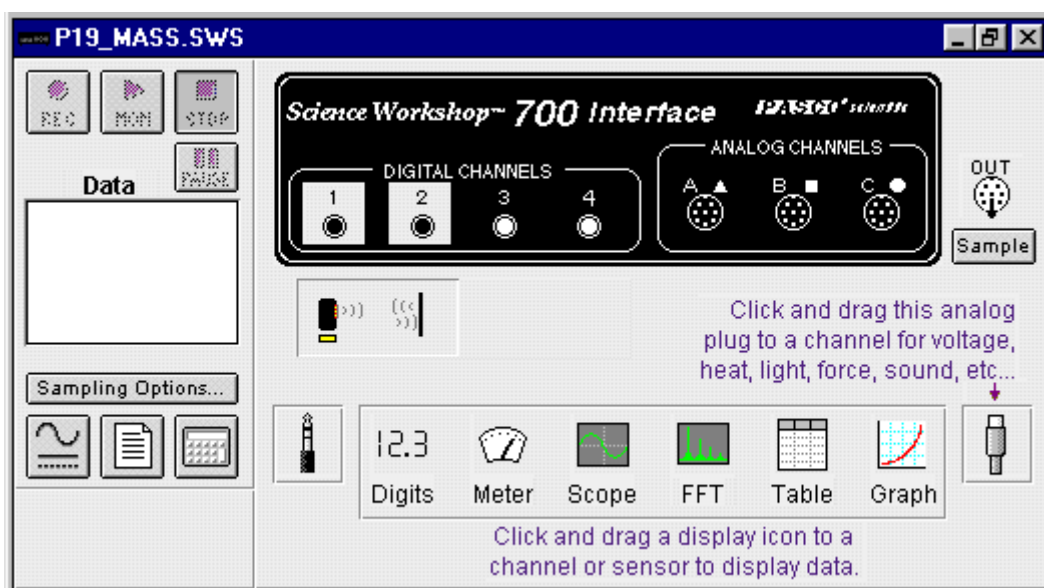 P19_MASS.SWS
REC MON STOP
PAUSE
Data
Sampling Options...
Science Workshop™ 700 Interface PASCO scientific
DIGITAL CHANNELS
1 2 3 4
ANALOG CHANNELS
A B C
OUT
Sample
Click and drag this analog
plug to a channel for voltage,
heat, light, force, sound, etc...
12.3
Digits Meter Scope FFT Table Graph
Click and drag a display icon to a
channel or sensor to display data.